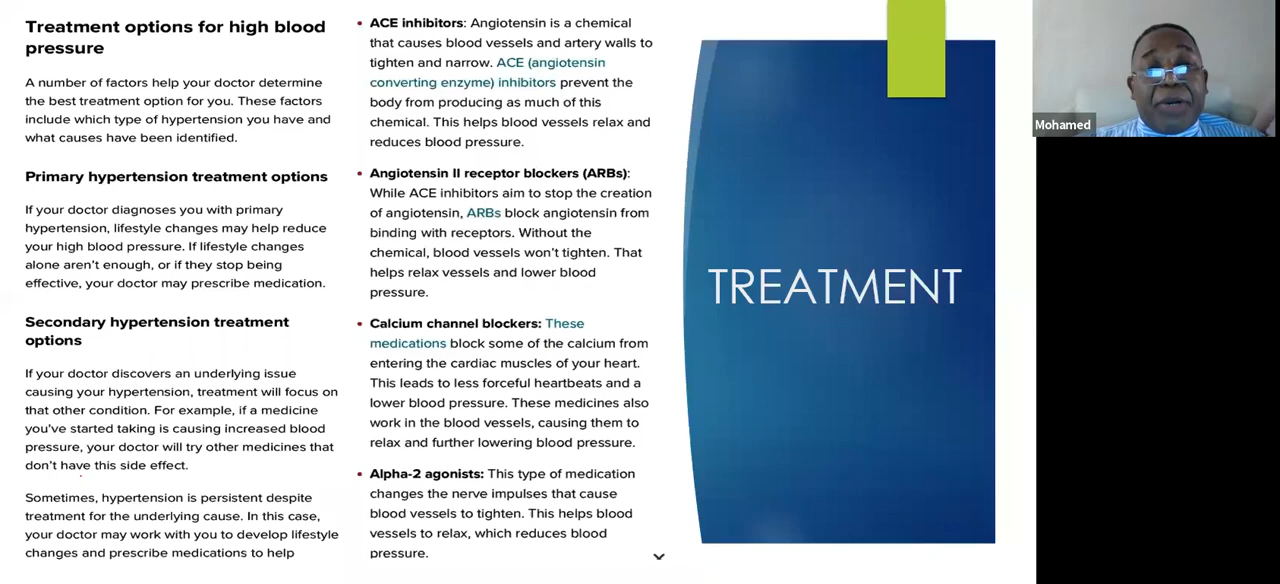 Treatment options for high blood
pressure
A number of factors help your doctor determine
the best treatment option for you. These factors
include which type of hypertension you have and
what causes have been identified.
Primary hypertension treatment options
If your doctor diagnoses you with primary
hypertension, lifestyle changes may help reduce
your high blood pressure. If lifestyle changes
alone aren't enough, or if they stop being
effective, your doctor may prescribe medication.
Secondary hypertension treatment
options
If your doctor discovers an underlying issue
causing your hypertension, treatment will focus on
that other condition. For example, if a medicine
you've started taking is causing increased blood
pressure, your doctor will try other medicines that
don't have this side effect.
Sometimes, hypertension is persistent despite
treatment for the underlying cause. In this case,
your doctor may work with you to develop lifestyle
changes and prescribe medications to help
• ACE inhibitors: Angiotensin is a chemical
that causes blood vessels and artery walls to
tighten and narrow. ACE (angiotensin
converting enzyme) inhibitors prevent the
body from producing as much of this
chemical. This helps blood vessels relax and
reduces blood pressure.
• Angiotensin II receptor blockers (ARBs):
While ACE inhibitors aim to stop the creation
of angiotensin, ARBs block angiotensin from
binding with receptors. Without the
chemical, blood vessels won't tighten. That
helps relax vessels and lower blood
pressure.
• Calcium channel blockers: These
medications block some of the calcium from
entering the cardiac muscles of your heart.
This leads to less forceful heartbeats and a
lower blood pressure. These medicines also
work in the blood vessels, causing them to
relax and further lowering blood pressure.
• Alpha-2 agonists: This type of medication
changes the nerve impulses that cause
blood vessels to tighten. This helps blood
vessels to relax, which reduces blood
pressure.
TREATMENT
Mohamed